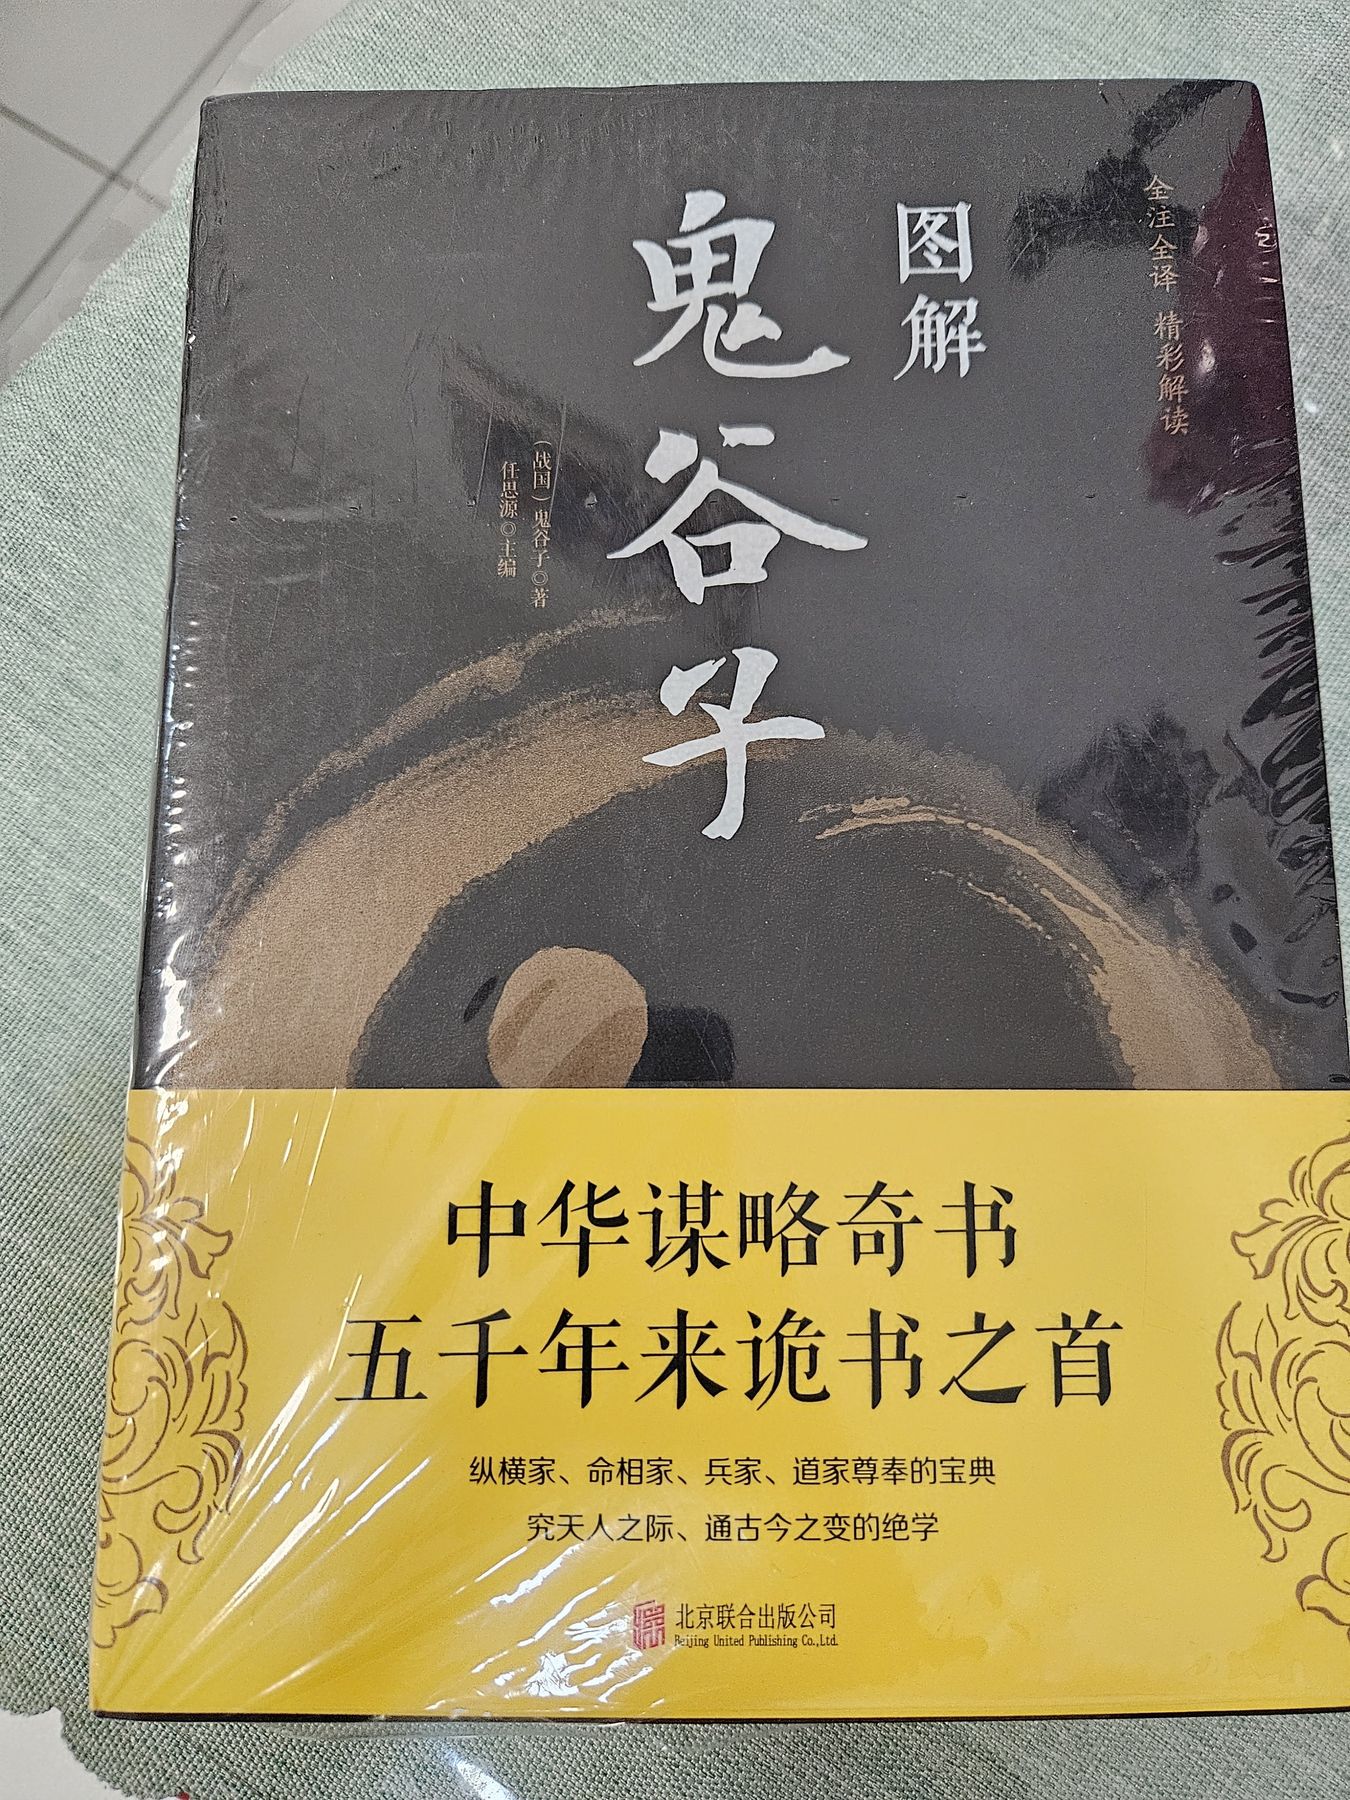 全注全译 精彩解读
图解
鬼谷子
（战国）鬼谷子◎著
任思源◎主编
中华谋略奇书
五千年来诡书之首
纵横家、命相家、兵家、道家尊奉的宝典
究天人之际、通古今之变的绝学
北京联合出版公司
Beijing United Publishing Co.,Ltd.